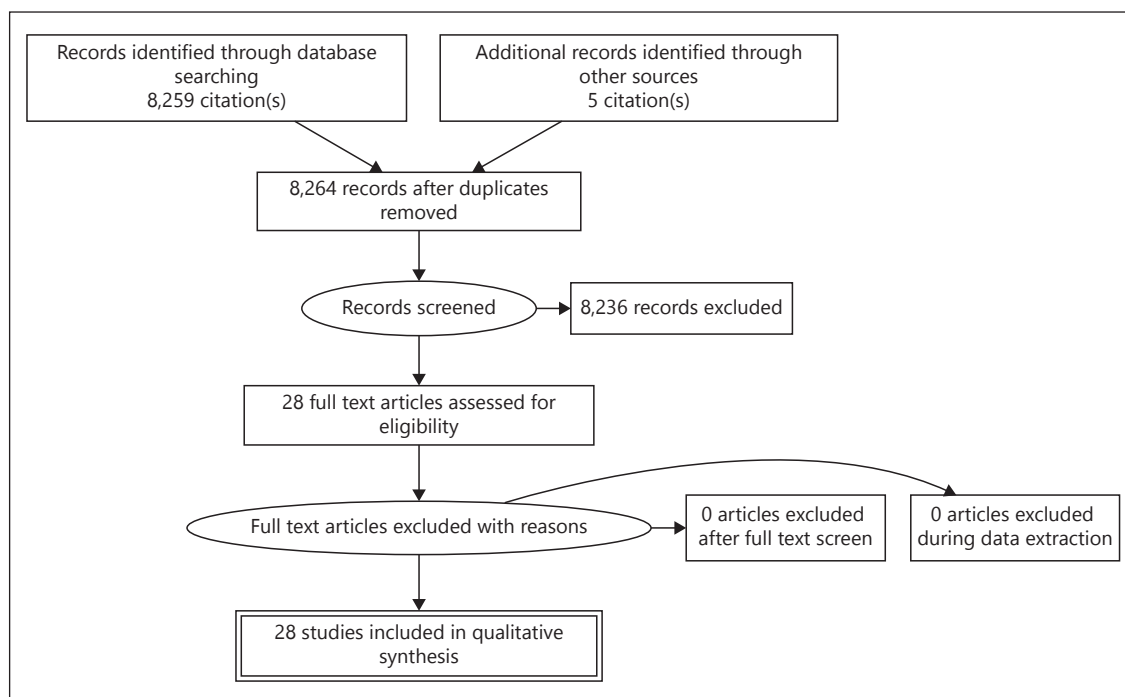 Records identified through database
searching
8,259 citation(s)
Additional records identified through
other sources
5 citation(s)
8,264 records after duplicates
removed
Records screened
8,236 records excluded
28 full text articles assessed for
eligibility
Full text articles excluded with reasons
0 articles excluded
after full text screen
0 articles excluded
during data extraction
28 studies included in qualitative
synthesis